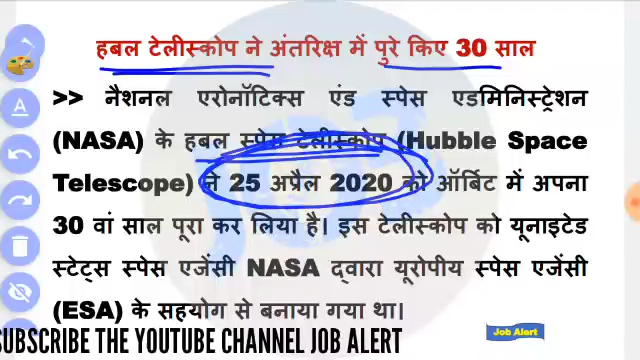 हबल टेलीस्कोप ने अंतरिक्ष में पुरे किए 30 साल
>> नैशनल एरोनॉटिक्स एंड स्पेस एडमिनिस्ट्रेशन
(NASA) के हबल स्पेस टेलीस्कोप (Hubble Space
Telescope) ने 25 अप्रैल 2020 को ऑर्बिट में अपना
30 वां साल पूरा कर लिया है। इस टेलीस्कोप को यूनाइटेड
स्टेट्स स्पेस एजेंसी NASA द्वारा यूरोपीय स्पेस एजेंसी
(ESA) के सहयोग से बनाया गया था।
SUBSCRIBE THE YOUTUBE CHANNEL JOB ALERT
Job Alert